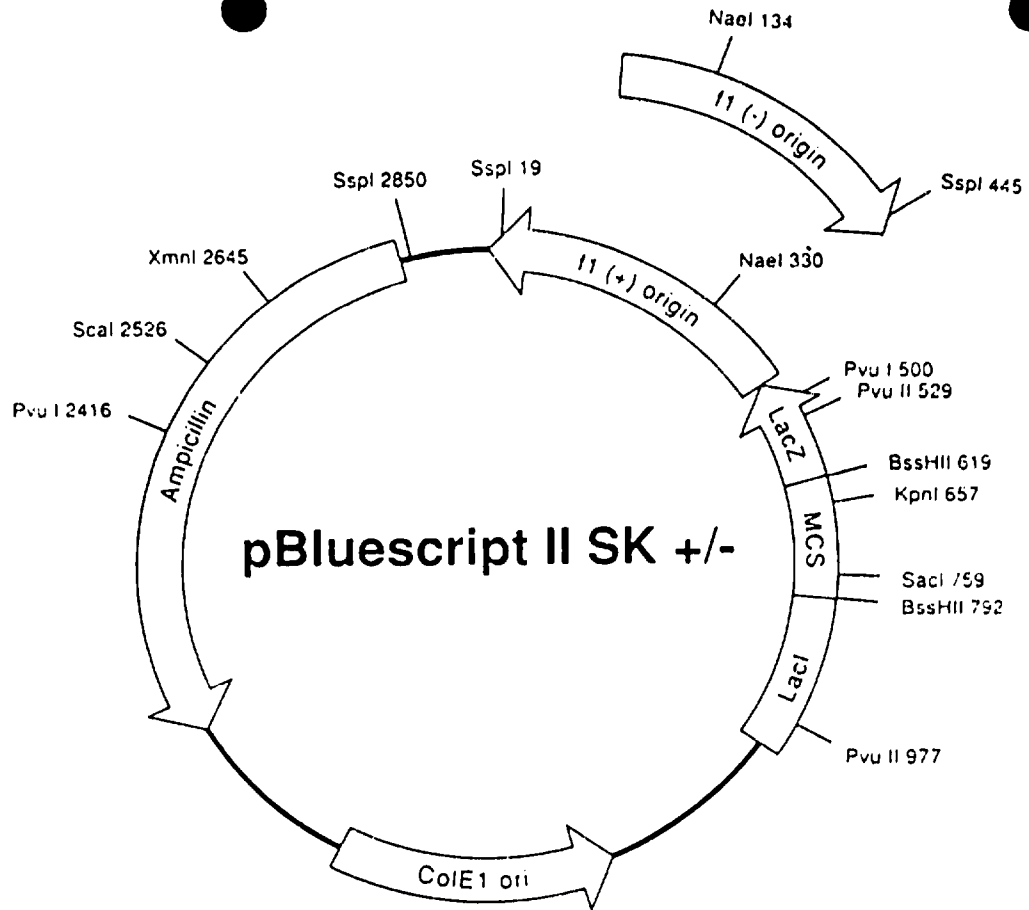 NaeI 134
f1 (-) origin
SspI 445
SspI 2850
SspI 19
XmnI 2645
NaeI 330
f1 (+) origin
ScaI 2526
Pvu I 500
Pvu II 529
Pvu I 2416
Ampicillin
LacZ
BssHII 619
KpnI 657
MCS
pBluescript II SK +/-
SacI 759
BssHII 792
LacI
Pvu II 977
ColE1 ori